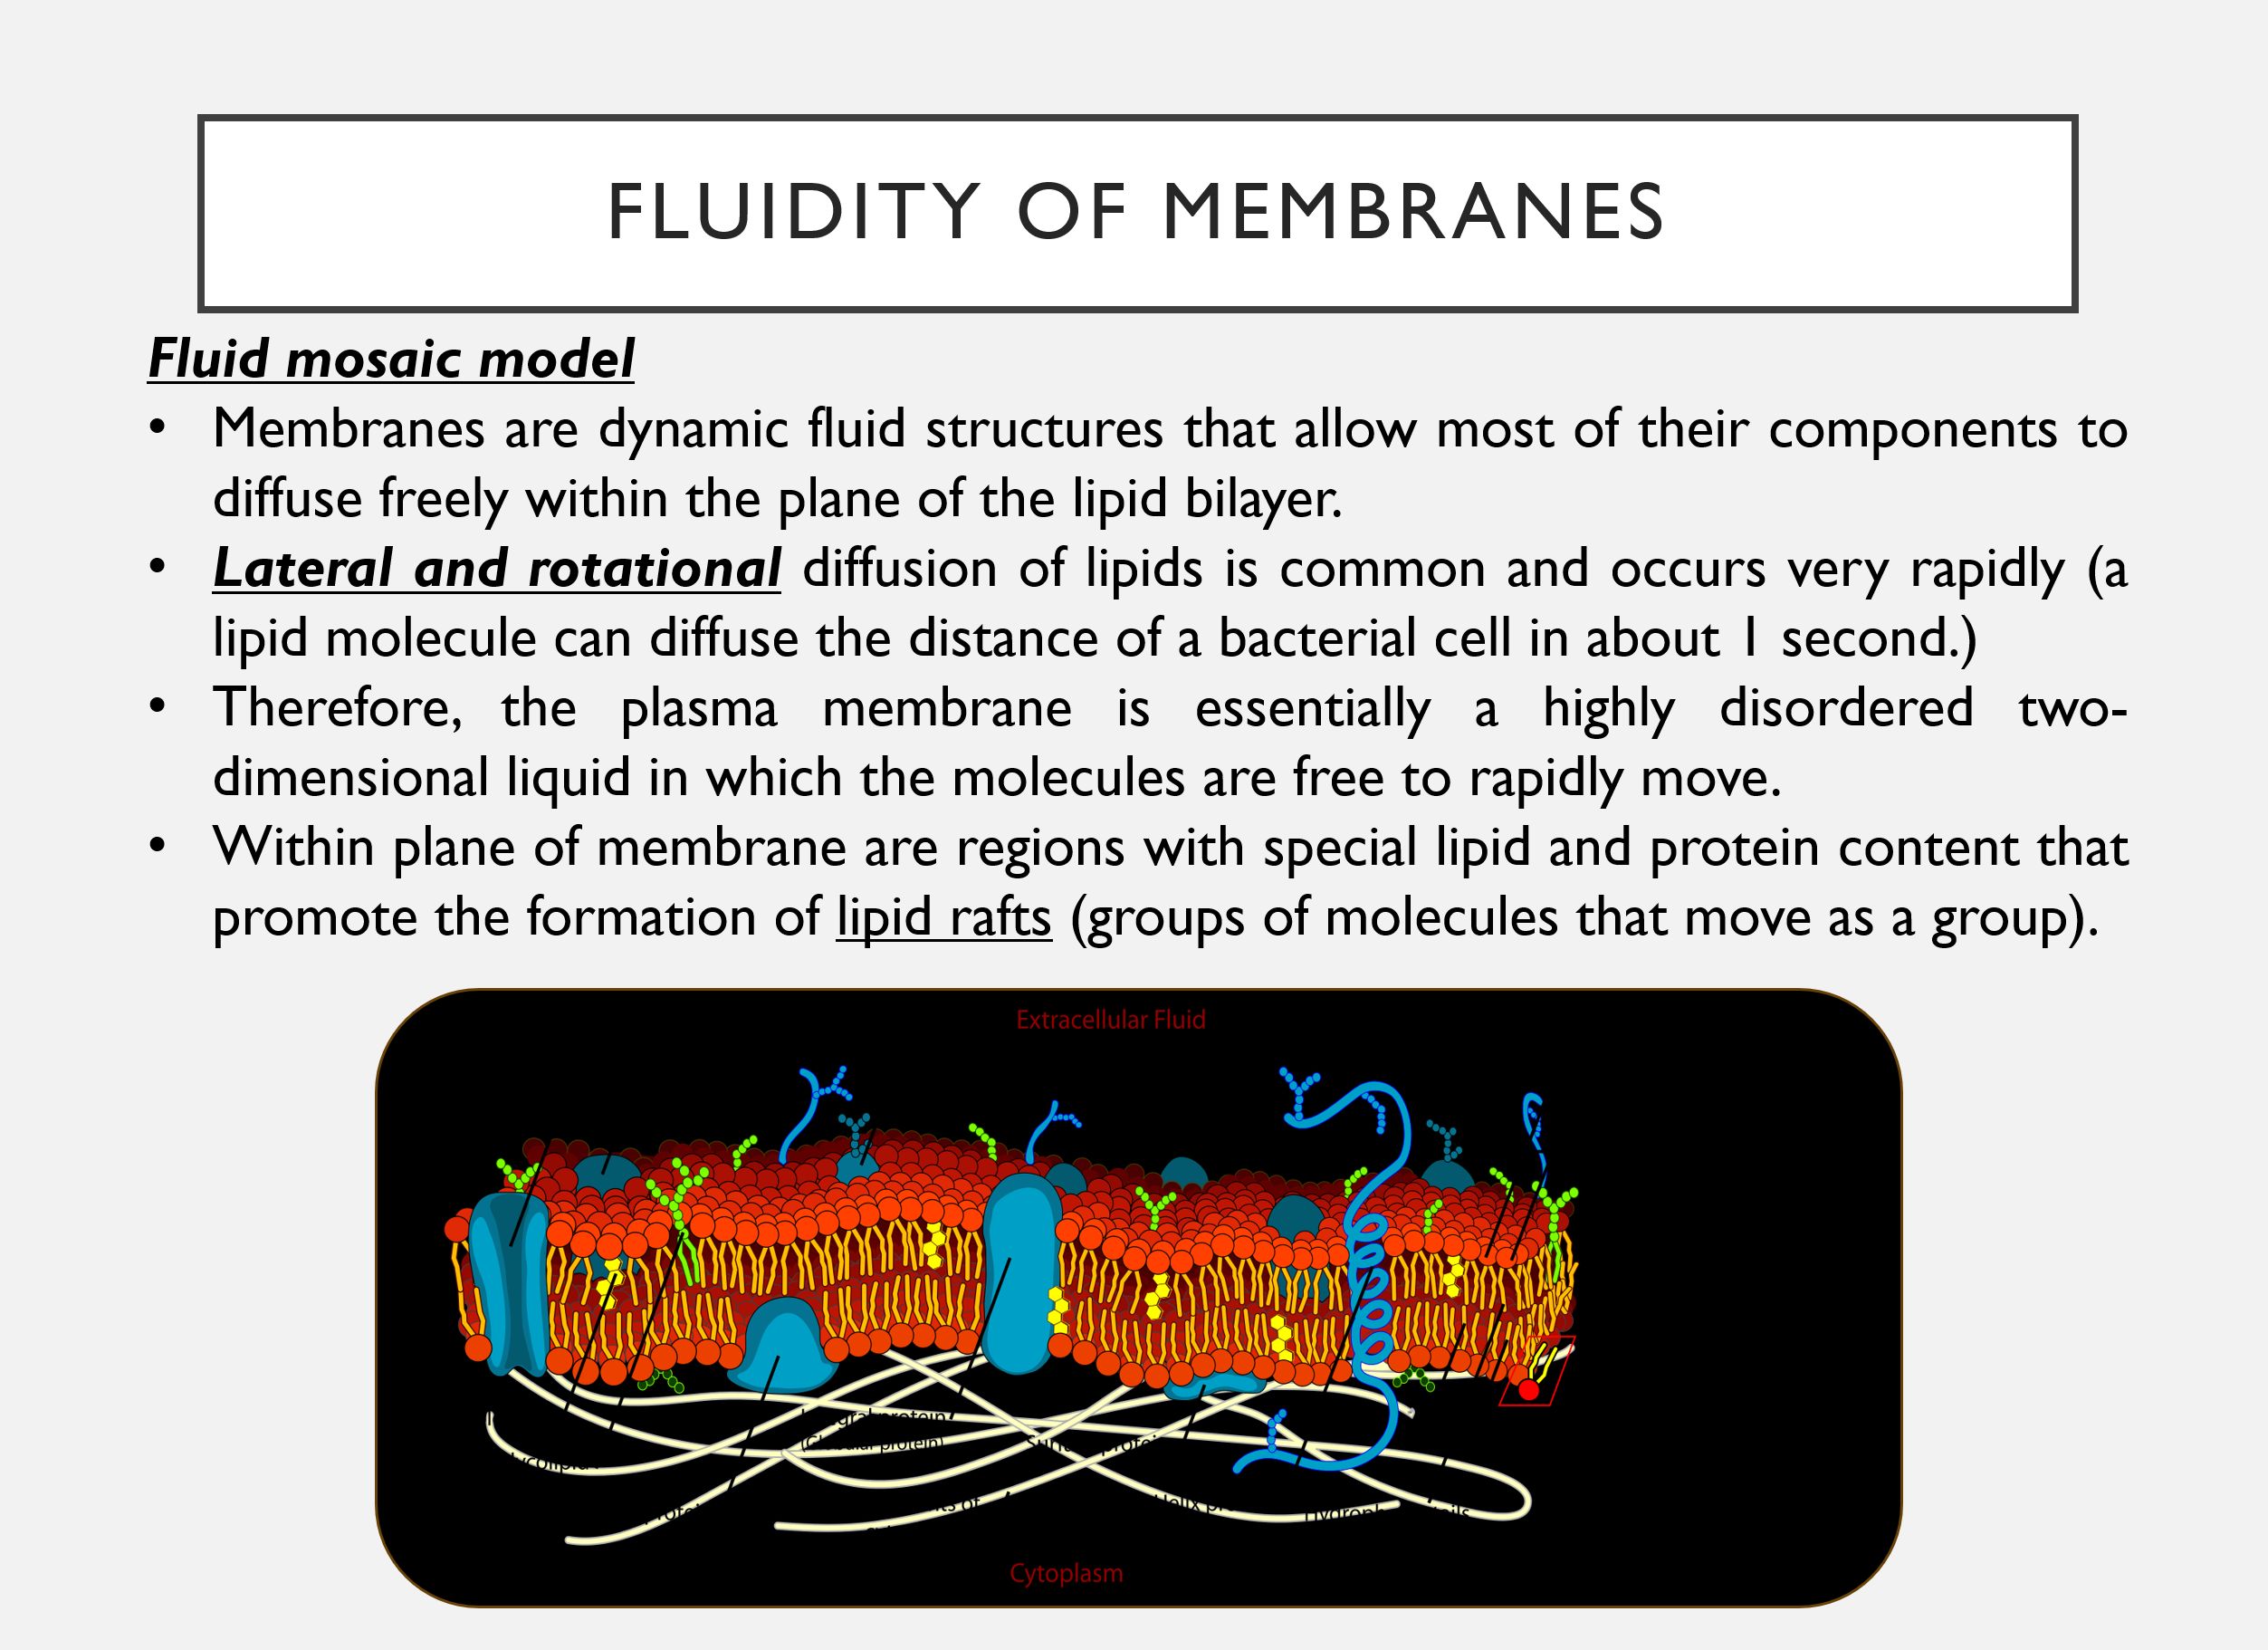 FLUIDITY OF MEMBRANES
Fluid mosaic model
• Membranes are dynamic fluid structures that allow most of their components to
diffuse freely within the plane of the lipid bilayer.
• Lateral and rotational diffusion of lipids is common and occurs very rapidly (a
lipid molecule can diffuse the distance of a bacterial cell in about 1 second.)
• Therefore, the plasma membrane is essentially a highly disordered two-
dimensional liquid in which the molecules are free to rapidly move.
• Within plane of membrane are regions with special lipid and protein content that
promote the formation of lipid rafts (groups of molecules that move as a group).
Extracellular Fluid
protein
(Globular protein)
Cytoplasm